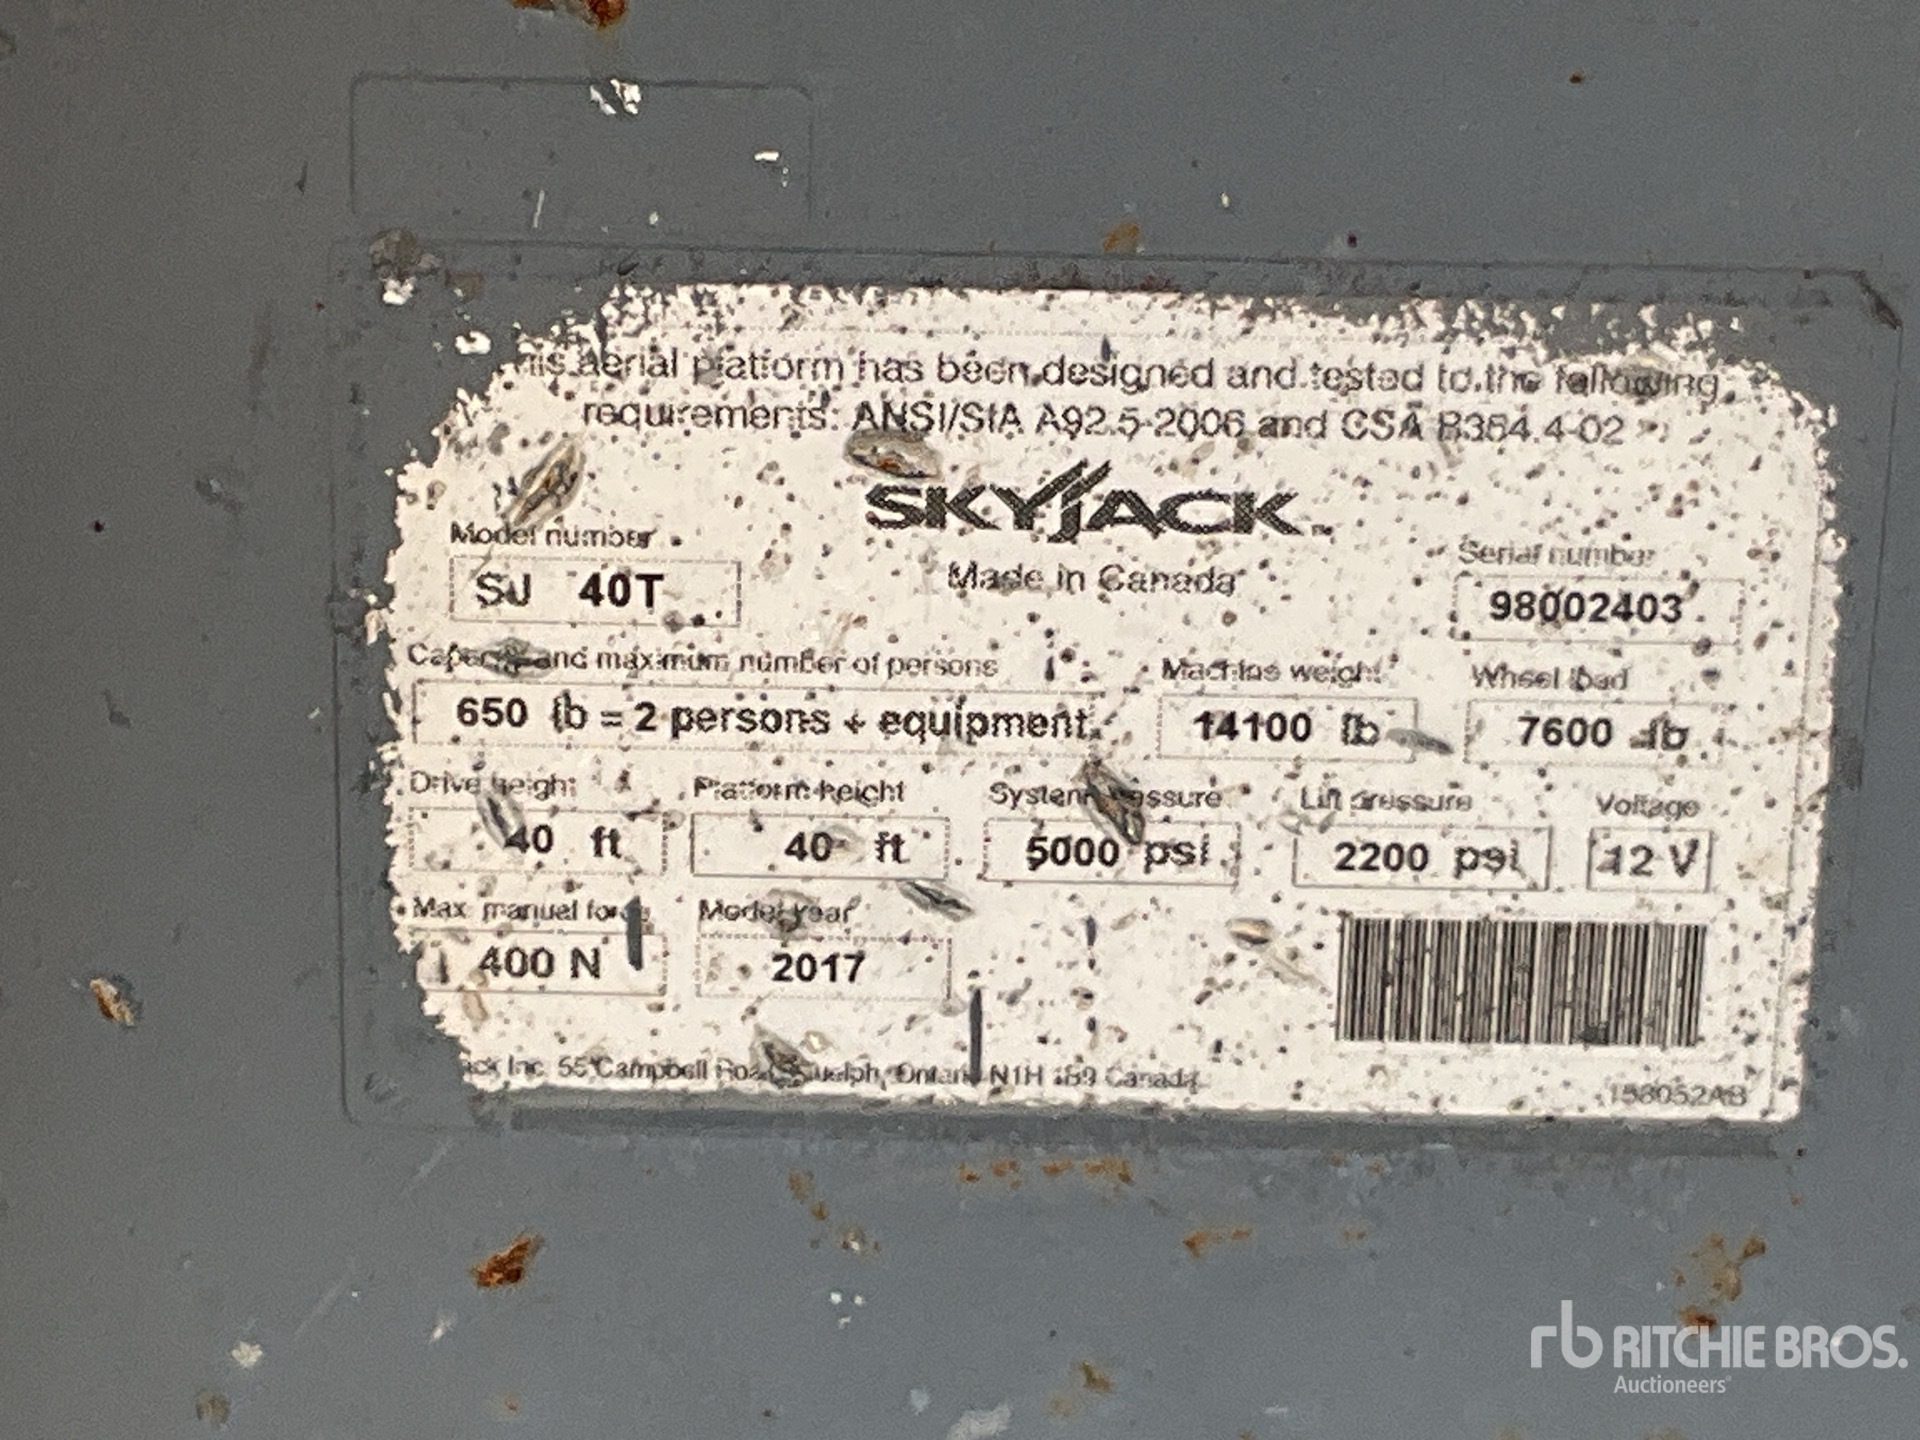 his aerial platform has been designed and tested to the following
requirements: ANSI/SIA A92.5-2006 and CSA B354.4-02
SKYJACK
Made in Canada
Model number
SJ 40T
Serial number
98002403
Capacity and maximum number of persons
650 lb = 2 persons + equipment
Machine weight
14100 lb
Wheel load
7600 lb
Drive height
40 ft
Platform height
40 ft
System pressure
5000 psi
Lift pressure
2200 psi
Voltage
12 V
Max. manual force
400 N
Model year
2017
ack Inc. 55 Campbell Road, Guelph, Ontario N1H 1B9 Canada
158052AB
rb RITCHIE BROS.
Auctioneers